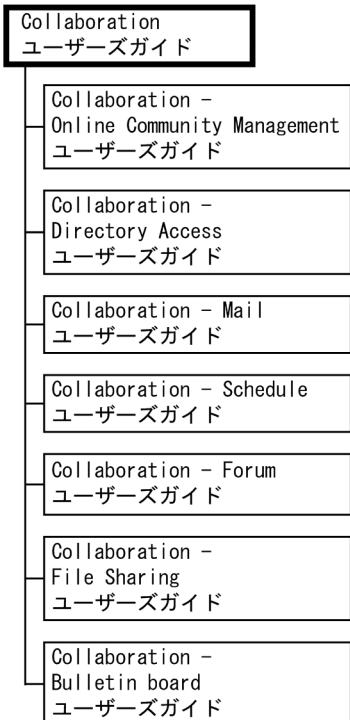 Collaboration
ユーザーズガイド
Collaboration −
Online Community Management
ユーザーズガイド
Collaboration −
Directory Access
ユーザーズガイド
Collaboration − Mail
ユーザーズガイド
Collaboration − Schedule
ユーザーズガイド
Collaboration − Forum
ユーザーズガイド
Collaboration −
File Sharing
ユーザーズガイド
Collaboration −
Bulletin board
ユーザーズガイド